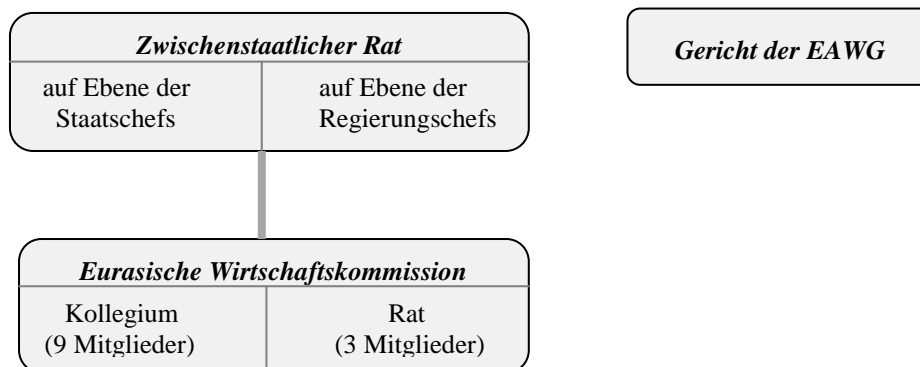 Zwischenstaatlicher Rat
auf Ebene der
Staatschefs
auf Ebene der
Regierungschefs
Gericht der EAWG
Eurasische Wirtschaftskommission
Kollegium
(9 Mitglieder)
Rat
(3 Mitglieder)